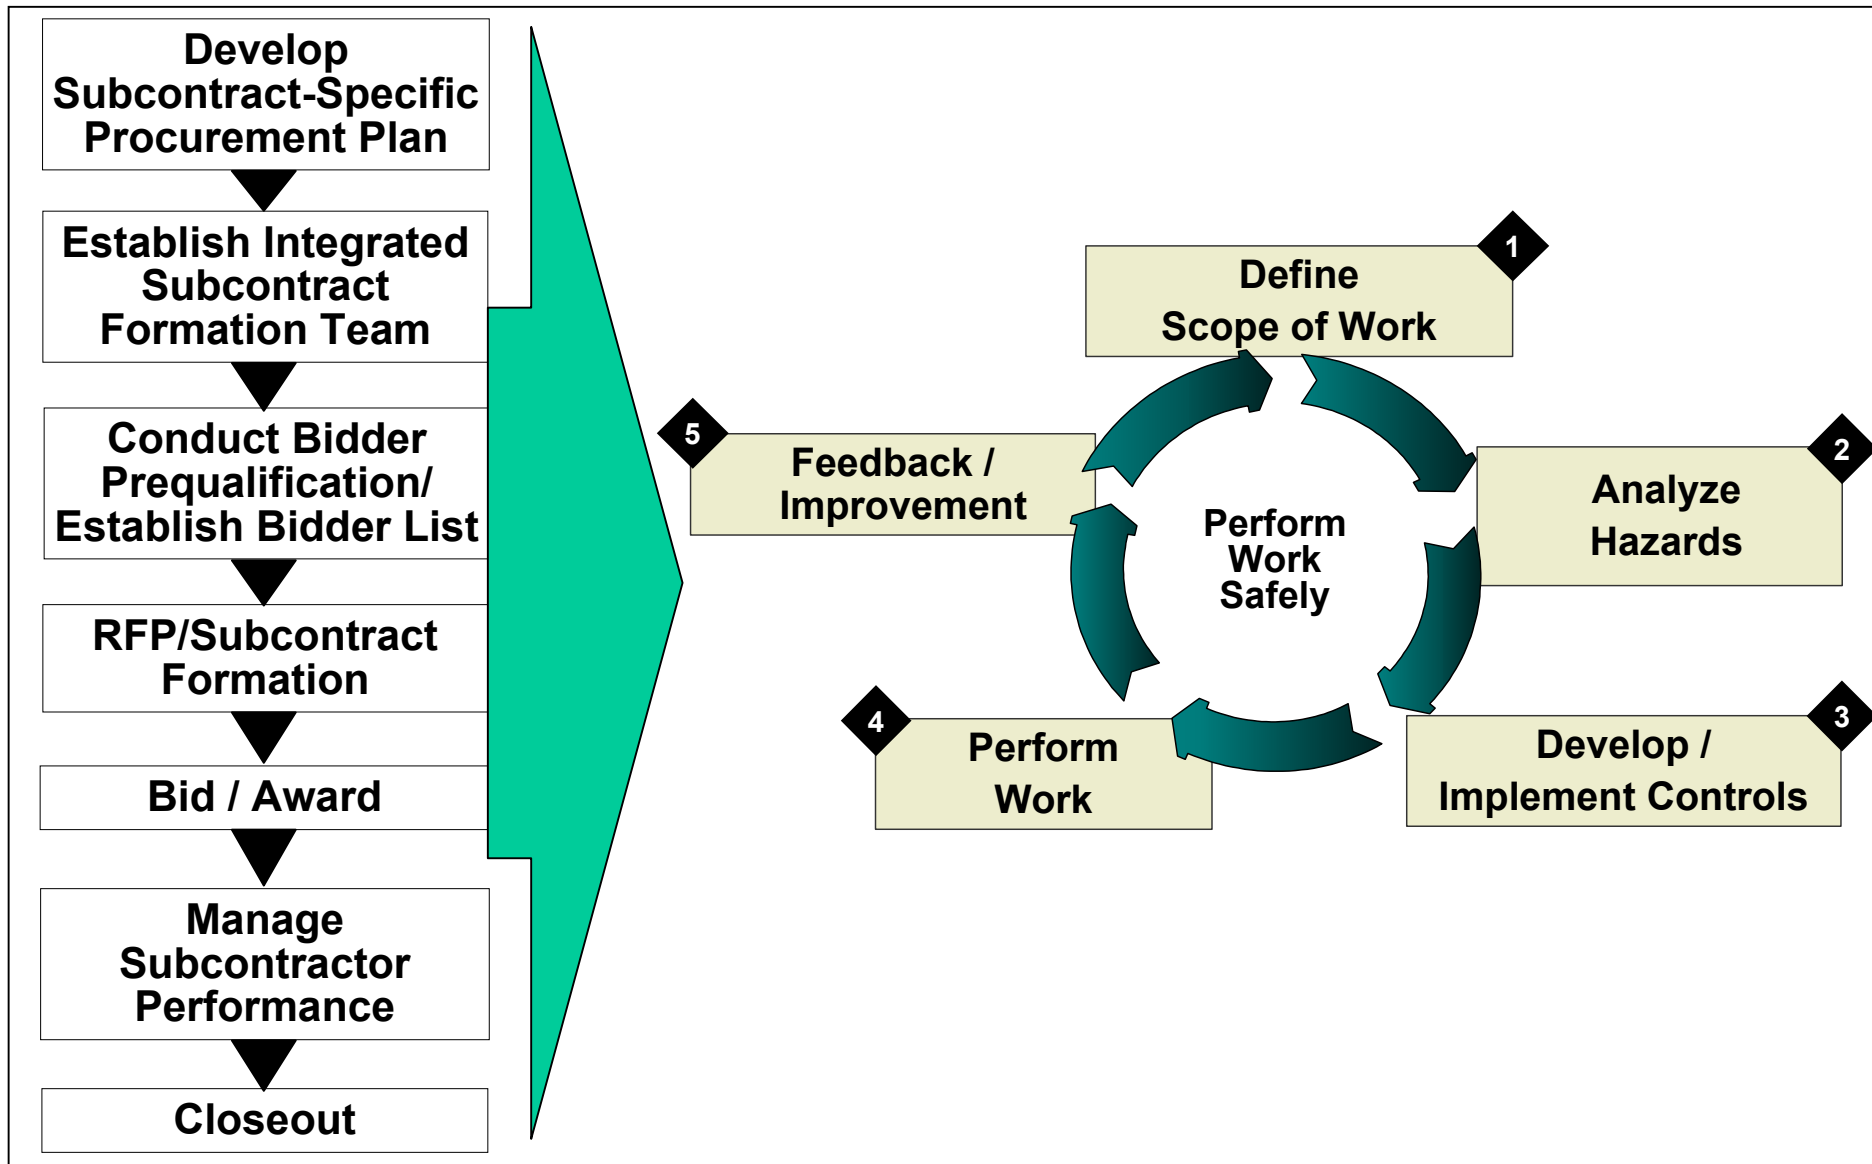 Develop
Subcontract-Specific
Procurement Plan
Establish Integrated
Subcontract
Formation Team
Conduct Bidder
Prequalification/
Establish Bidder List
RFP/Subcontract
Formation
Bid / Award
Manage
Subcontractor
Performance
Closeout
1
Define
Scope of Work
2
Analyze
Hazards
3
Develop /
Implement Controls
4
Perform
Work
5
Feedback /
Improvement
Perform
Work
Safely